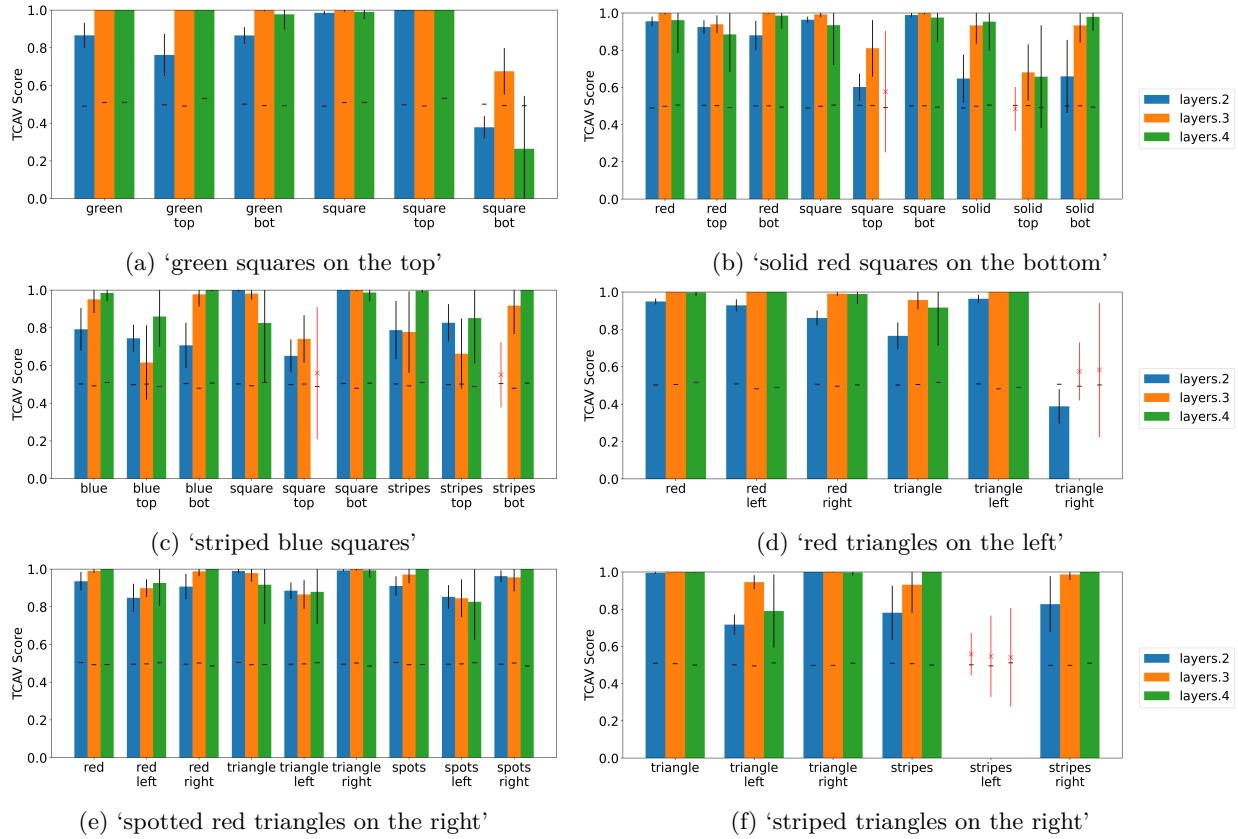 TCAV Score
1.0
0.8
0.6
0.4
0.2
0.0
green
green top
green bot
square
square top
square bot
(a) ‘green squares on the top’
TCAV Score
1.0
0.8
0.6
0.4
0.2
0.0
red
red top
red bot
square
square top
square bot
solid
solid top
solid bot
layers.2
layers.3
layers.4
(b) ‘solid red squares on the bottom’
TCAV Score
1.0
0.8
0.6
0.4
0.2
0.0
blue
blue top
blue bot
square
square top
square bot
stripes
stripes top
stripes bot
(c) ‘striped blue squares’
TCAV Score
1.0
0.8
0.6
0.4
0.2
0.0
red
red left
red right
triangle
triangle left
triangle right
layers.2
layers.3
layers.4
(d) ‘red triangles on the left’
TCAV Score
1.0
0.8
0.6
0.4
0.2
0.0
red
red left
red right
triangle
triangle left
triangle right
spots
spots left
spots right
(e) ‘spotted red triangles on the right’
TCAV Score
1.0
0.8
0.6
0.4
0.2
0.0
triangle
triangle left
triangle right
stripes
stripes left
stripes right
layers.2
layers.3
layers.4
(f) ‘striped triangles on the right’